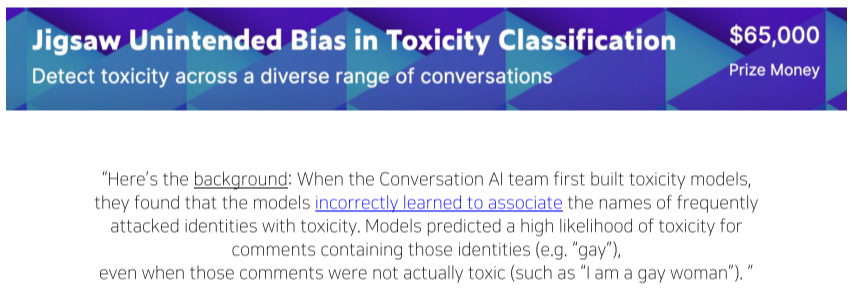 Jigsaw Unintended Bias in Toxicity Classification
$65,000
Detect toxicity across a diverse range of conversations
Prize Money
“Here’s the background: When the Conversation AI team first built toxicity models,
they found that the models incorrectly learned to associate the names of frequently
attacked identities with toxicity. Models predicted a high likelihood of toxicity for
comments containing those identities (e.g. “gay”),
even when those comments were not actually toxic (such as “I am a gay woman”). ”